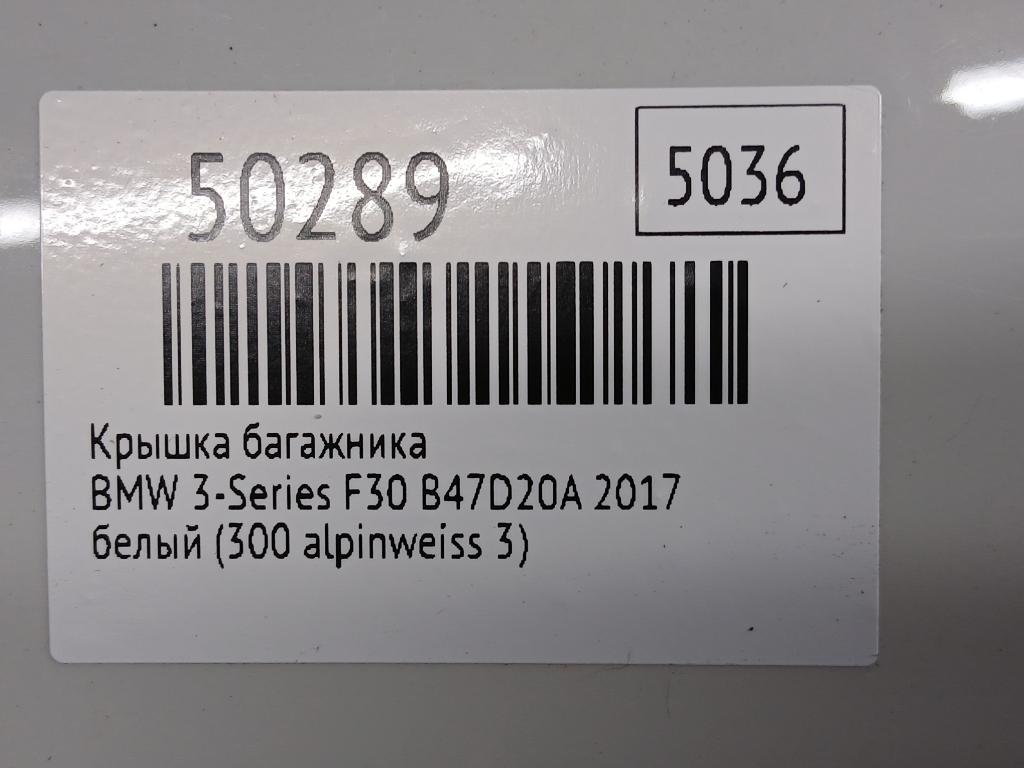 50289
5036
Крышка багажника
BMW 3-Series F30 B47D20A 2017
белый (300 alpinweiss 3)